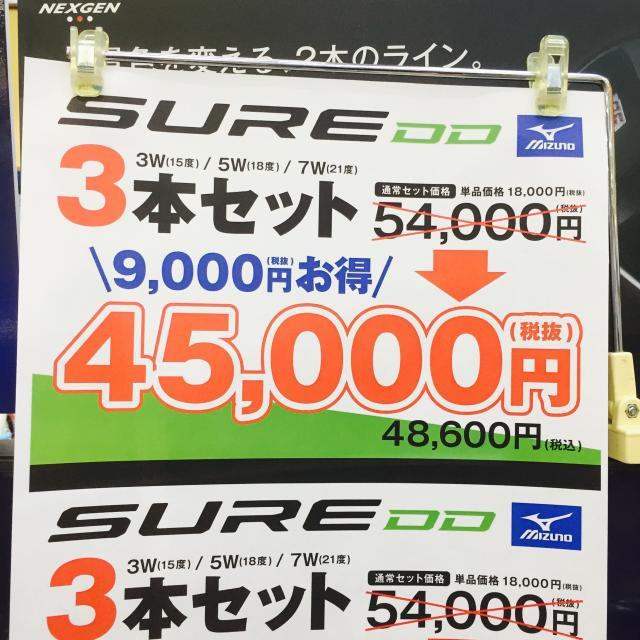 NEXGEN
を変える、2本のライン。
SURE DD
MIZUNO
3W(15度) / 5W(18度) / 7W(21度)
3本セット
通常セット価格 単品価格 18,000円(税抜)
54,000円(税抜)
\9,000円(税抜)お得/
45,000円(税抜)
48,600円(税込)
SURE DD
MIZUNO
3W(15度) / 5W(18度) / 7W(21度)
3本セット
通常セット価格 単品価格 18,000円(税抜)
54,000円(税抜)